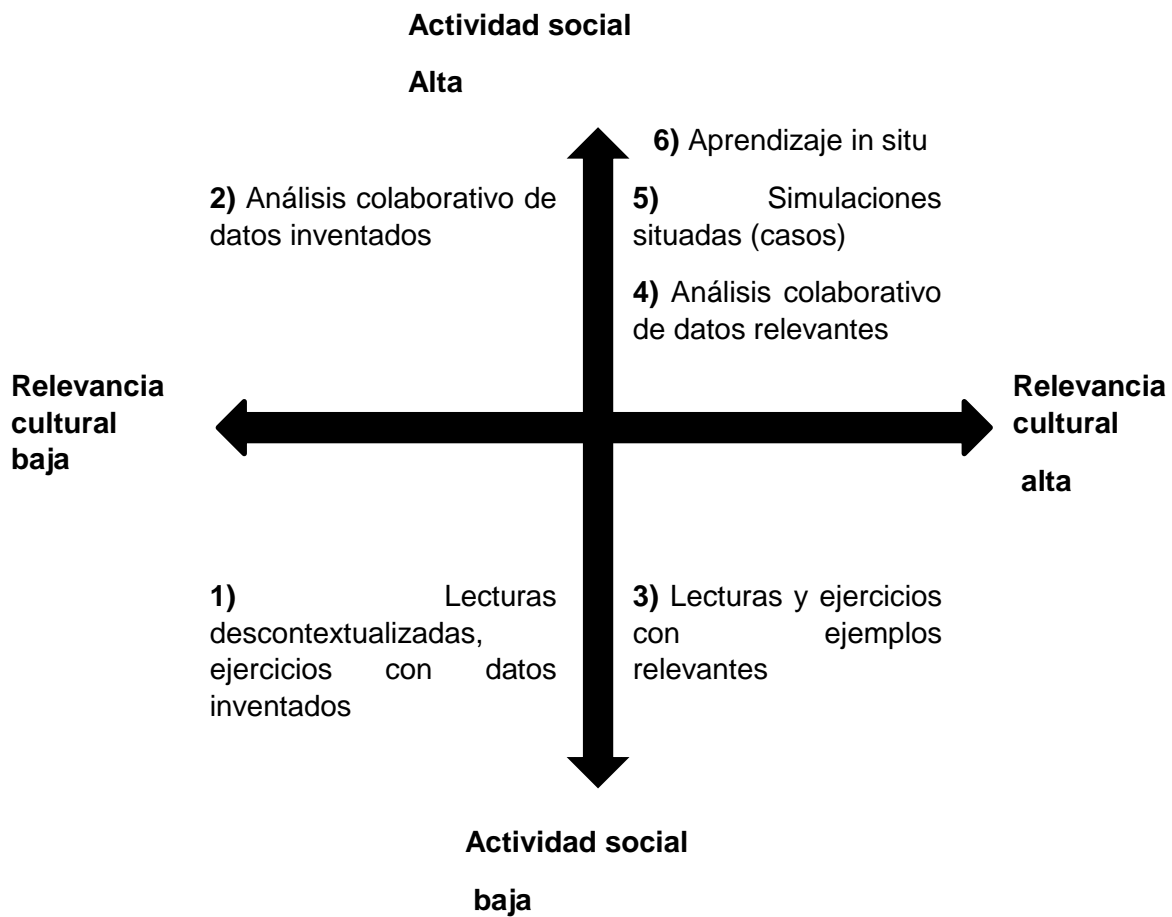 Actividad social
Alta
6) Aprendizaje in situ
2) Análisis colaborativo de
datos inventados
5) Simulaciones
situadas (casos)
4) Análisis colaborativo
de datos relevantes
Relevancia
cultural
baja
Relevancia
cultural
alta
1) Lecturas
descontextualizadas,
ejercicios con datos
inventados
3) Lecturas y ejercicios
con ejemplos
relevantes
Actividad social
baja